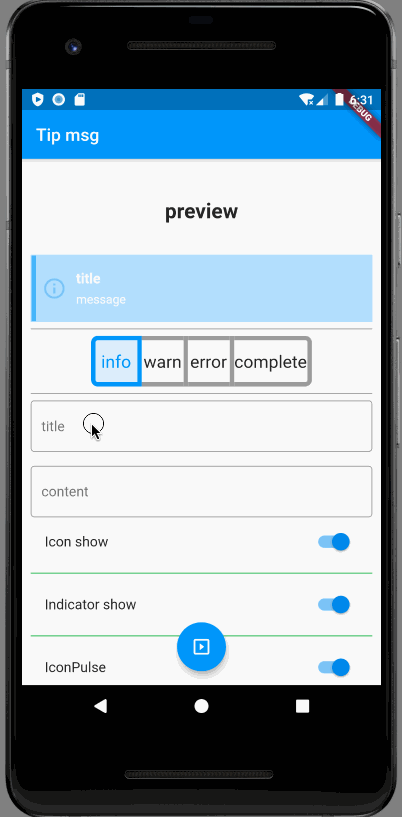 6:31
DEBUG
Tip msg
preview
title
message
info warn error complete
title
content
Icon show
Indicator show
IconPulse